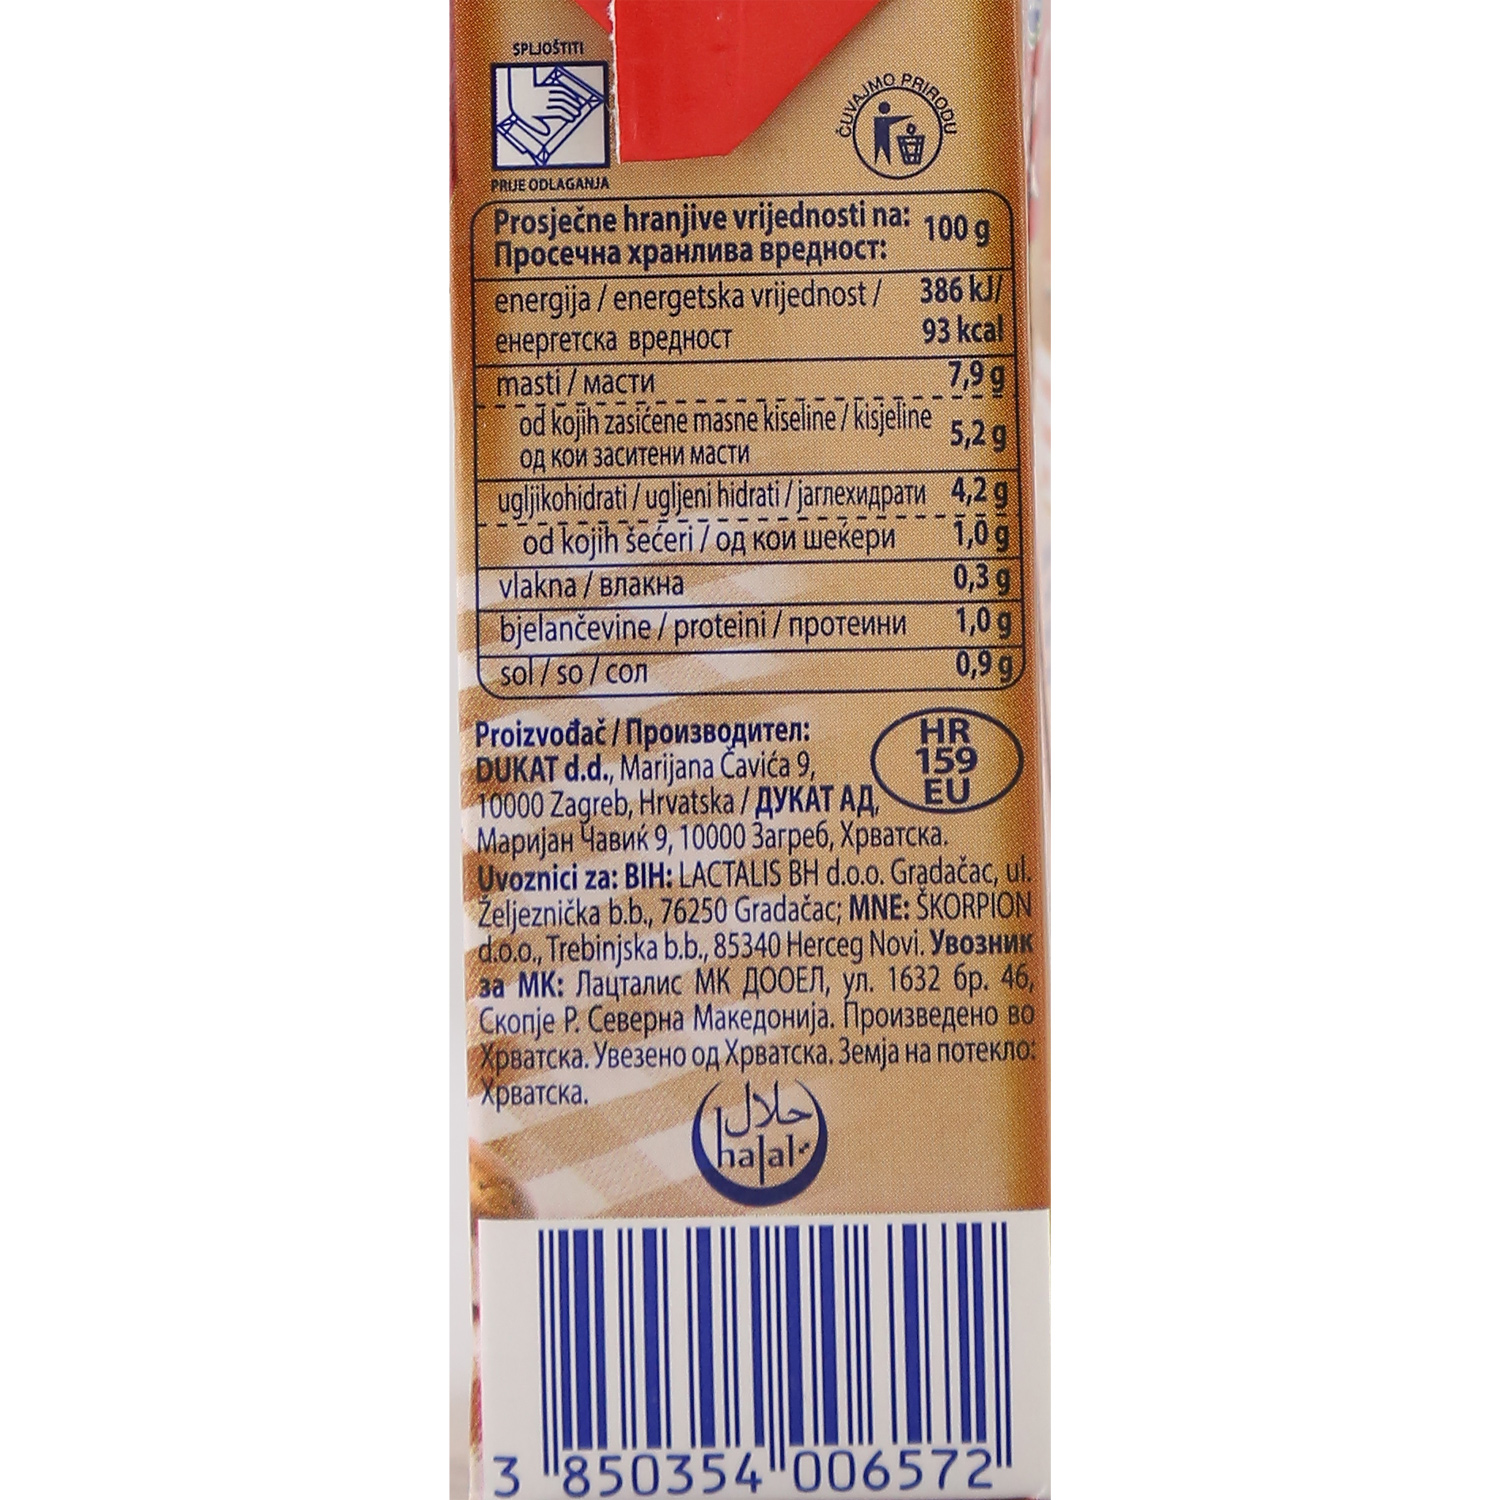 SPLJOŠTITI
PRIJE ODLAGANJA
ČUVAJMO PRIRODU
Prosječne hranjive vrijednosti na: 100 g
Просечна хранлива вредност:
energija / energetska vrijednost / 386 kJ/
енергетска вредност 93 kcal
masti / масти 7,9 g
od kojih zasićene masne kiseline / kisjeline 5,2 g
од кои заситени масти
ugljikohidrati / ugljeni hidrati / јаглехидрати 4,2 g
od kojih šećeri / од кои шеќери 1,0 g
vlakna / влакна 0,3 g
bjelančevine / proteini / протеини 1,0 g
sol / so / сол 0,9 g
Proizvođač / Производител:
DUKAT d.d., Marijana Čavića 9,
10000 Zagreb, Hrvatska / ДУКАТ АД,
Маријан Чавиќ 9, 10000 Загреб, Хрватска.
HR
159
EU
Uvoznici za: BIH: LACTALIS BH d.o.o. Gradačac, ul.
Željeznička b.b., 76250 Gradačac; MNE: ŠKORPION
d.o.o., Trebinjska b.b., 85340 Herceg Novi. Увозник
за МК: Лацталис МК ДООЕЛ, ул. 1632 бр. 46,
Скопје Р. Северна Македонија. Произведено во
Хрватска. Увезено од Хрватска. Земја на потекло:
Хрватска.
حلال
halal
3 850354 006572